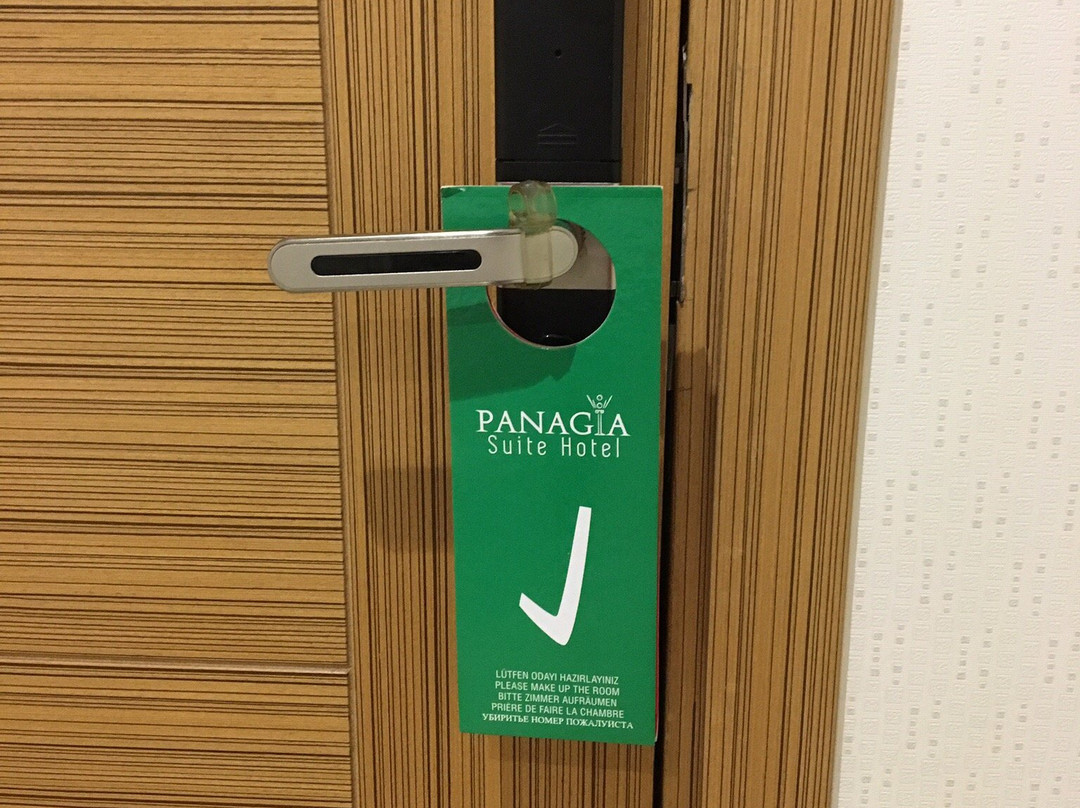 PANAGIA
Suite Hotel
LÜTFEN ODAYI HAZIRLAYINIZ
PLEASE MAKE UP THE ROOM
BITTE ZIMMER AUFRÄUMEN
PRIÈRE DE FAIRE LA CHAMBRE
УБИРИТЬЕ НОМЕР ПОЖАЛУИСТА